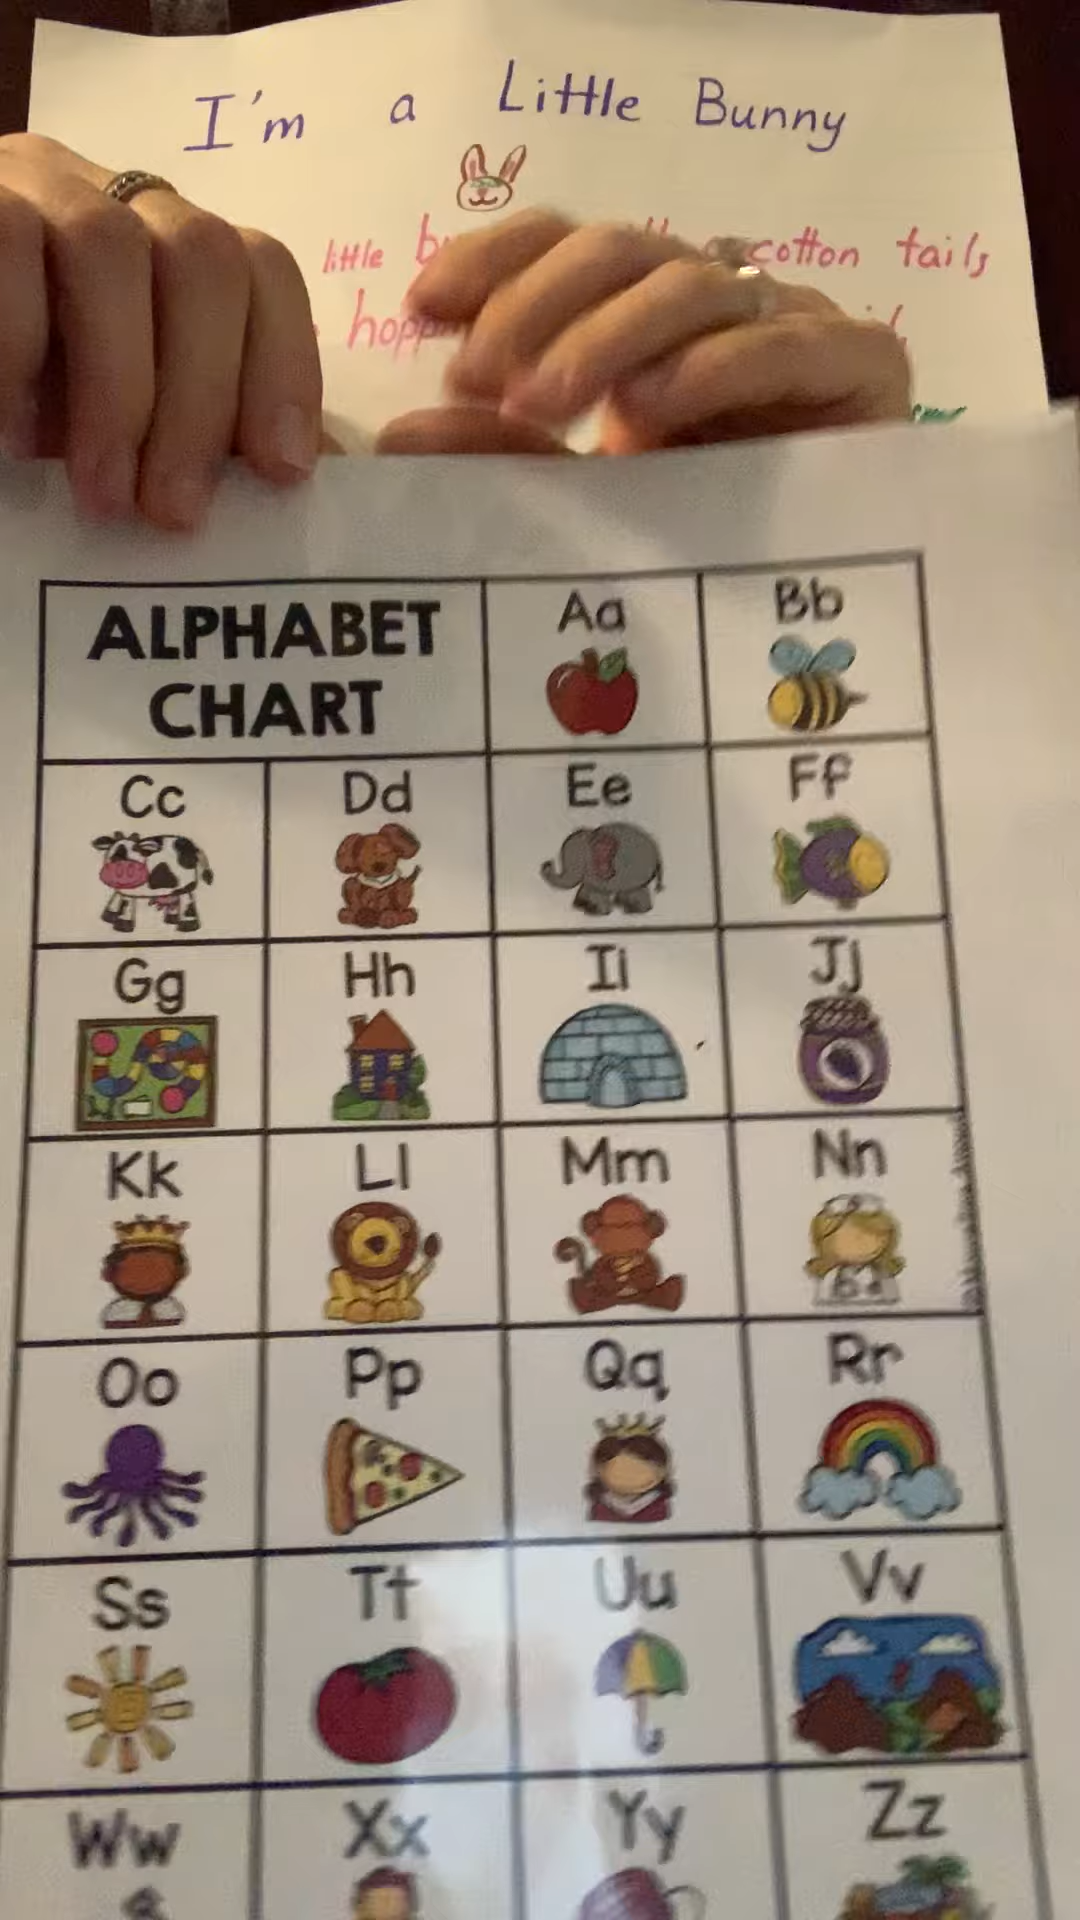 I'm a Little Bunny
little cotton tails
ALPHABET
CHART
Aa
Bb
Cc
Dd
Ee
Ff
Gg
Hh
Ii
Jj
Kk
Ll
Mm
Nn
Oo
Pp
Qq
Rr
Ss
Tt
Uu
Vv
Ww
Xx
Yy
Zz